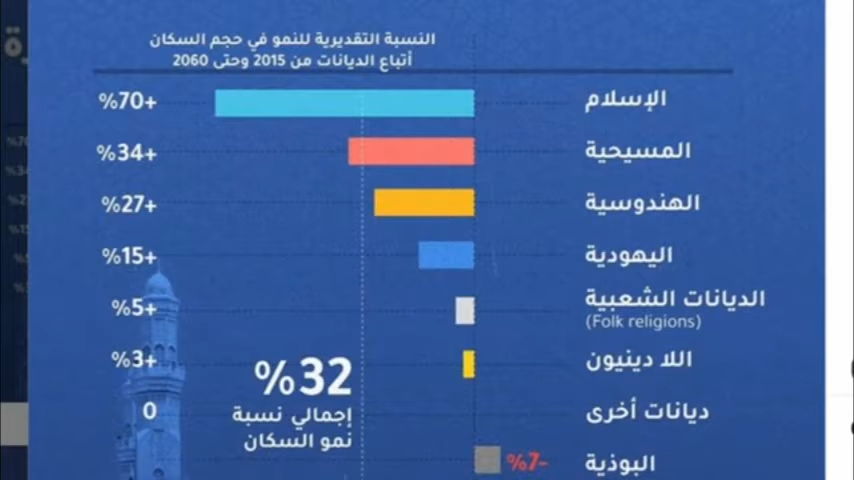 النسبة التقديرية للنمو في حجم السكان
أتباع الديانات من 2015 وحتى 2060
الإسلام +70%
المسيحية +34%
الهندوسية +27%
اليهودية +15%
الديانات الشعبية +5%
(Folk religions)
اللا دينيون +3%
ديانات أخرى 0
البوذية -7%
%32
إجمالي نسبة
نمو السكان